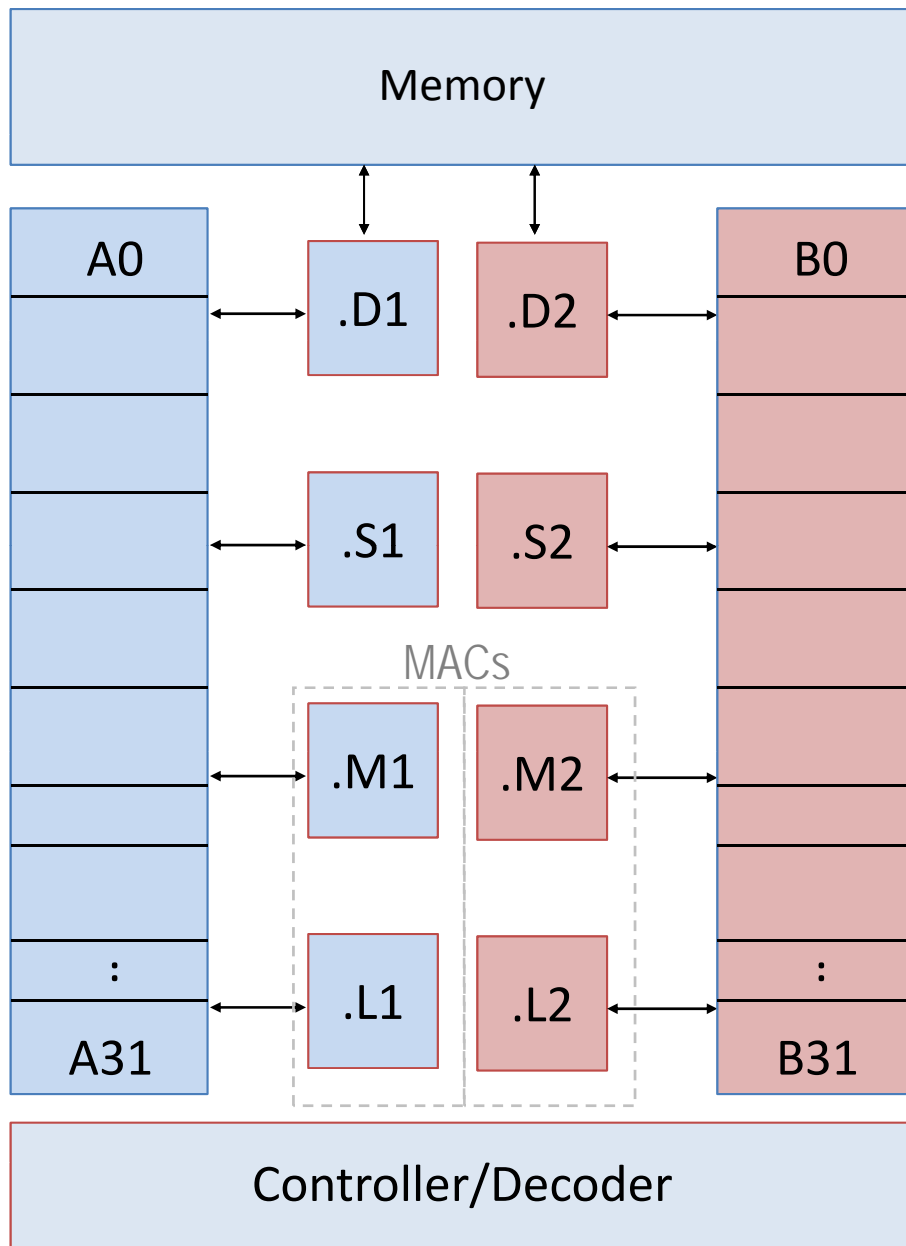 Memory
A0
.D1
.D2
B0
.S1
.S2
MACs
.M1
.M2
:
:
.L1
.L2
A31
B31
Controller/Decoder